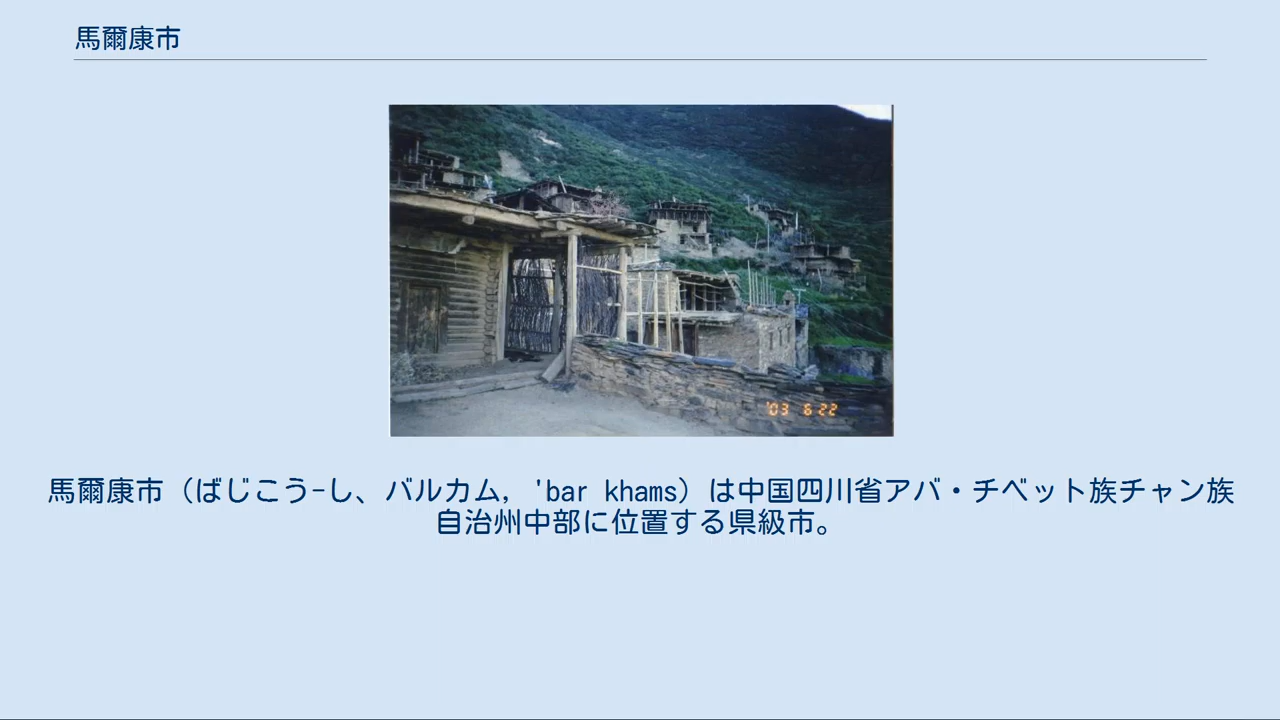 馬爾康市
'03 6 22
馬爾康市（ばじこう-し、バルカム, 'bar khams）は中国四川省アバ・チベット族チャン族
自治州中部に位置する県級市。